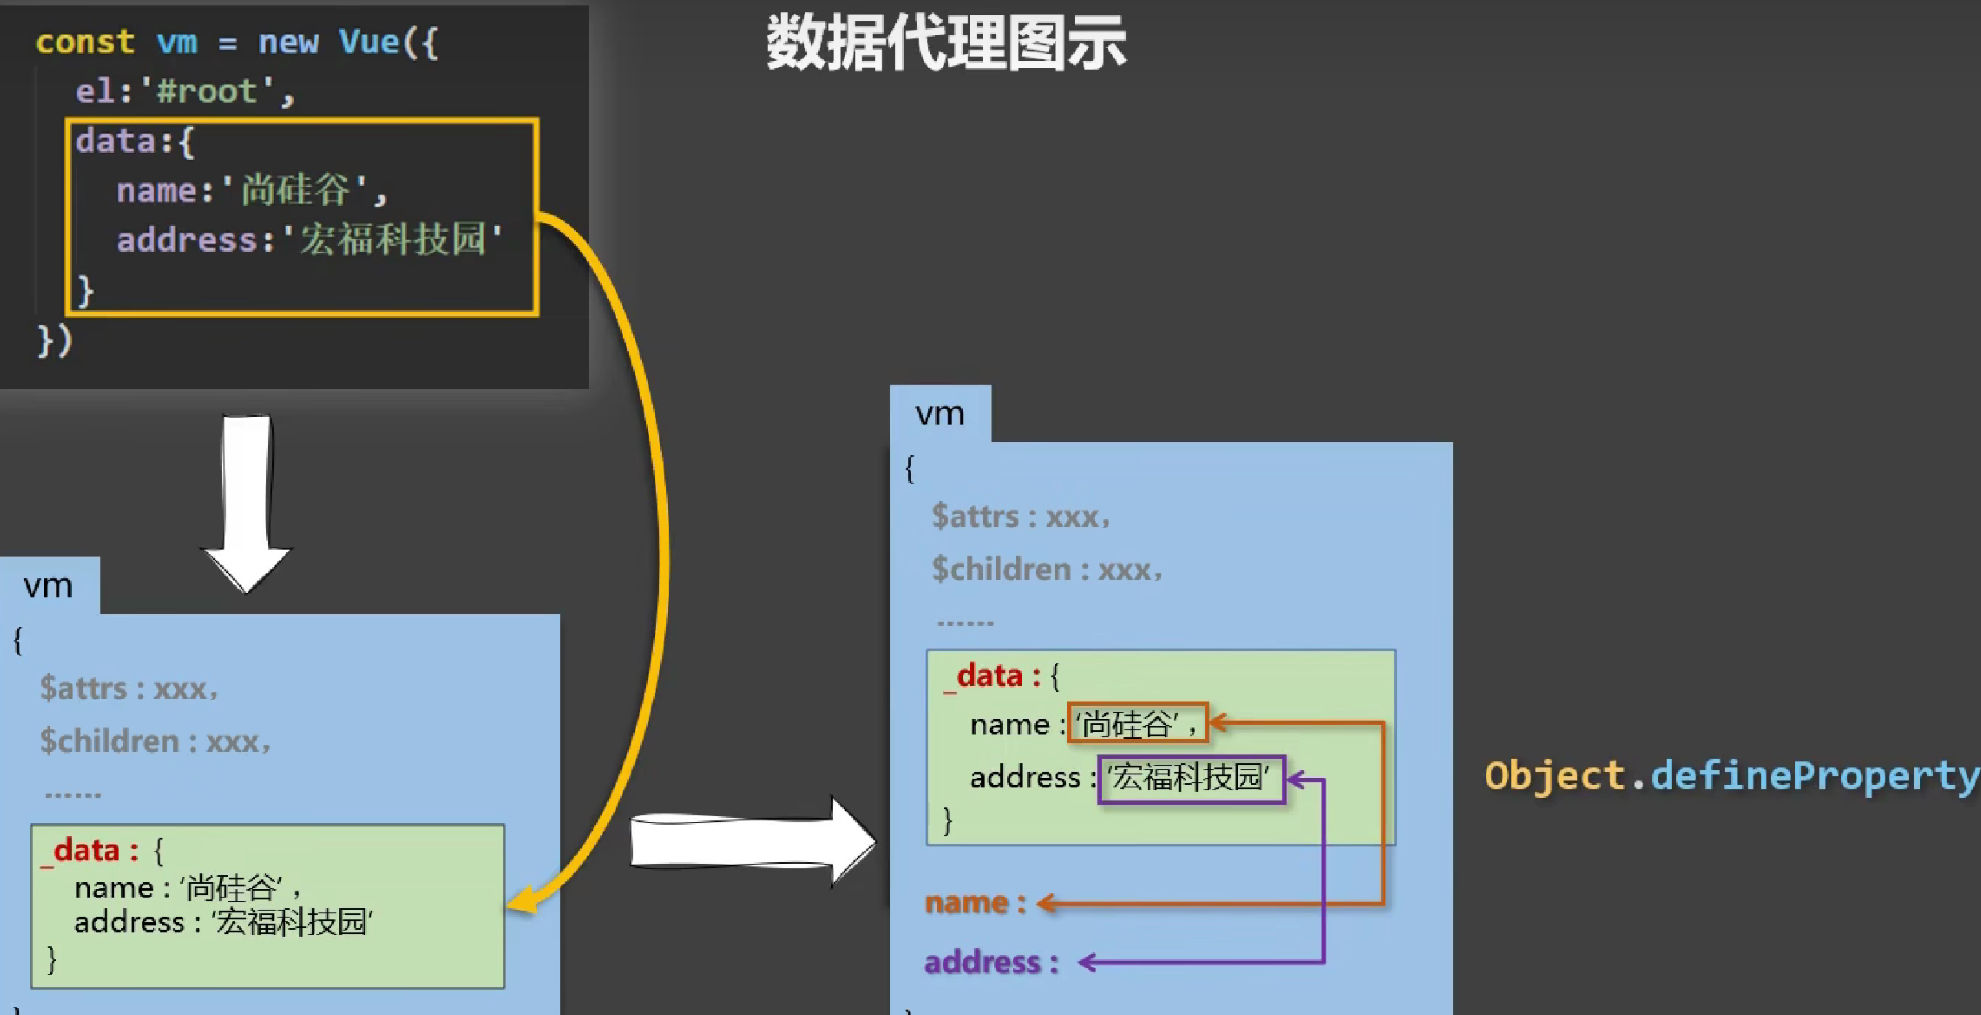 数据代理图示
const vm = new Vue({
el:'#root',
data:{
name:'尚硅谷',
address:'宏福科技园'
}
})
vm
{
$attrs : xxx，
$children : xxx，
......
_data : {
name : ‘尚硅谷’ ，
address : ‘宏福科技园’
}
vm
{
$attrs : xxx，
$children : xxx，
......
_data : {
name : ‘尚硅谷’ ，
address : ‘宏福科技园’
}
name :
address :
Object.defineProperty